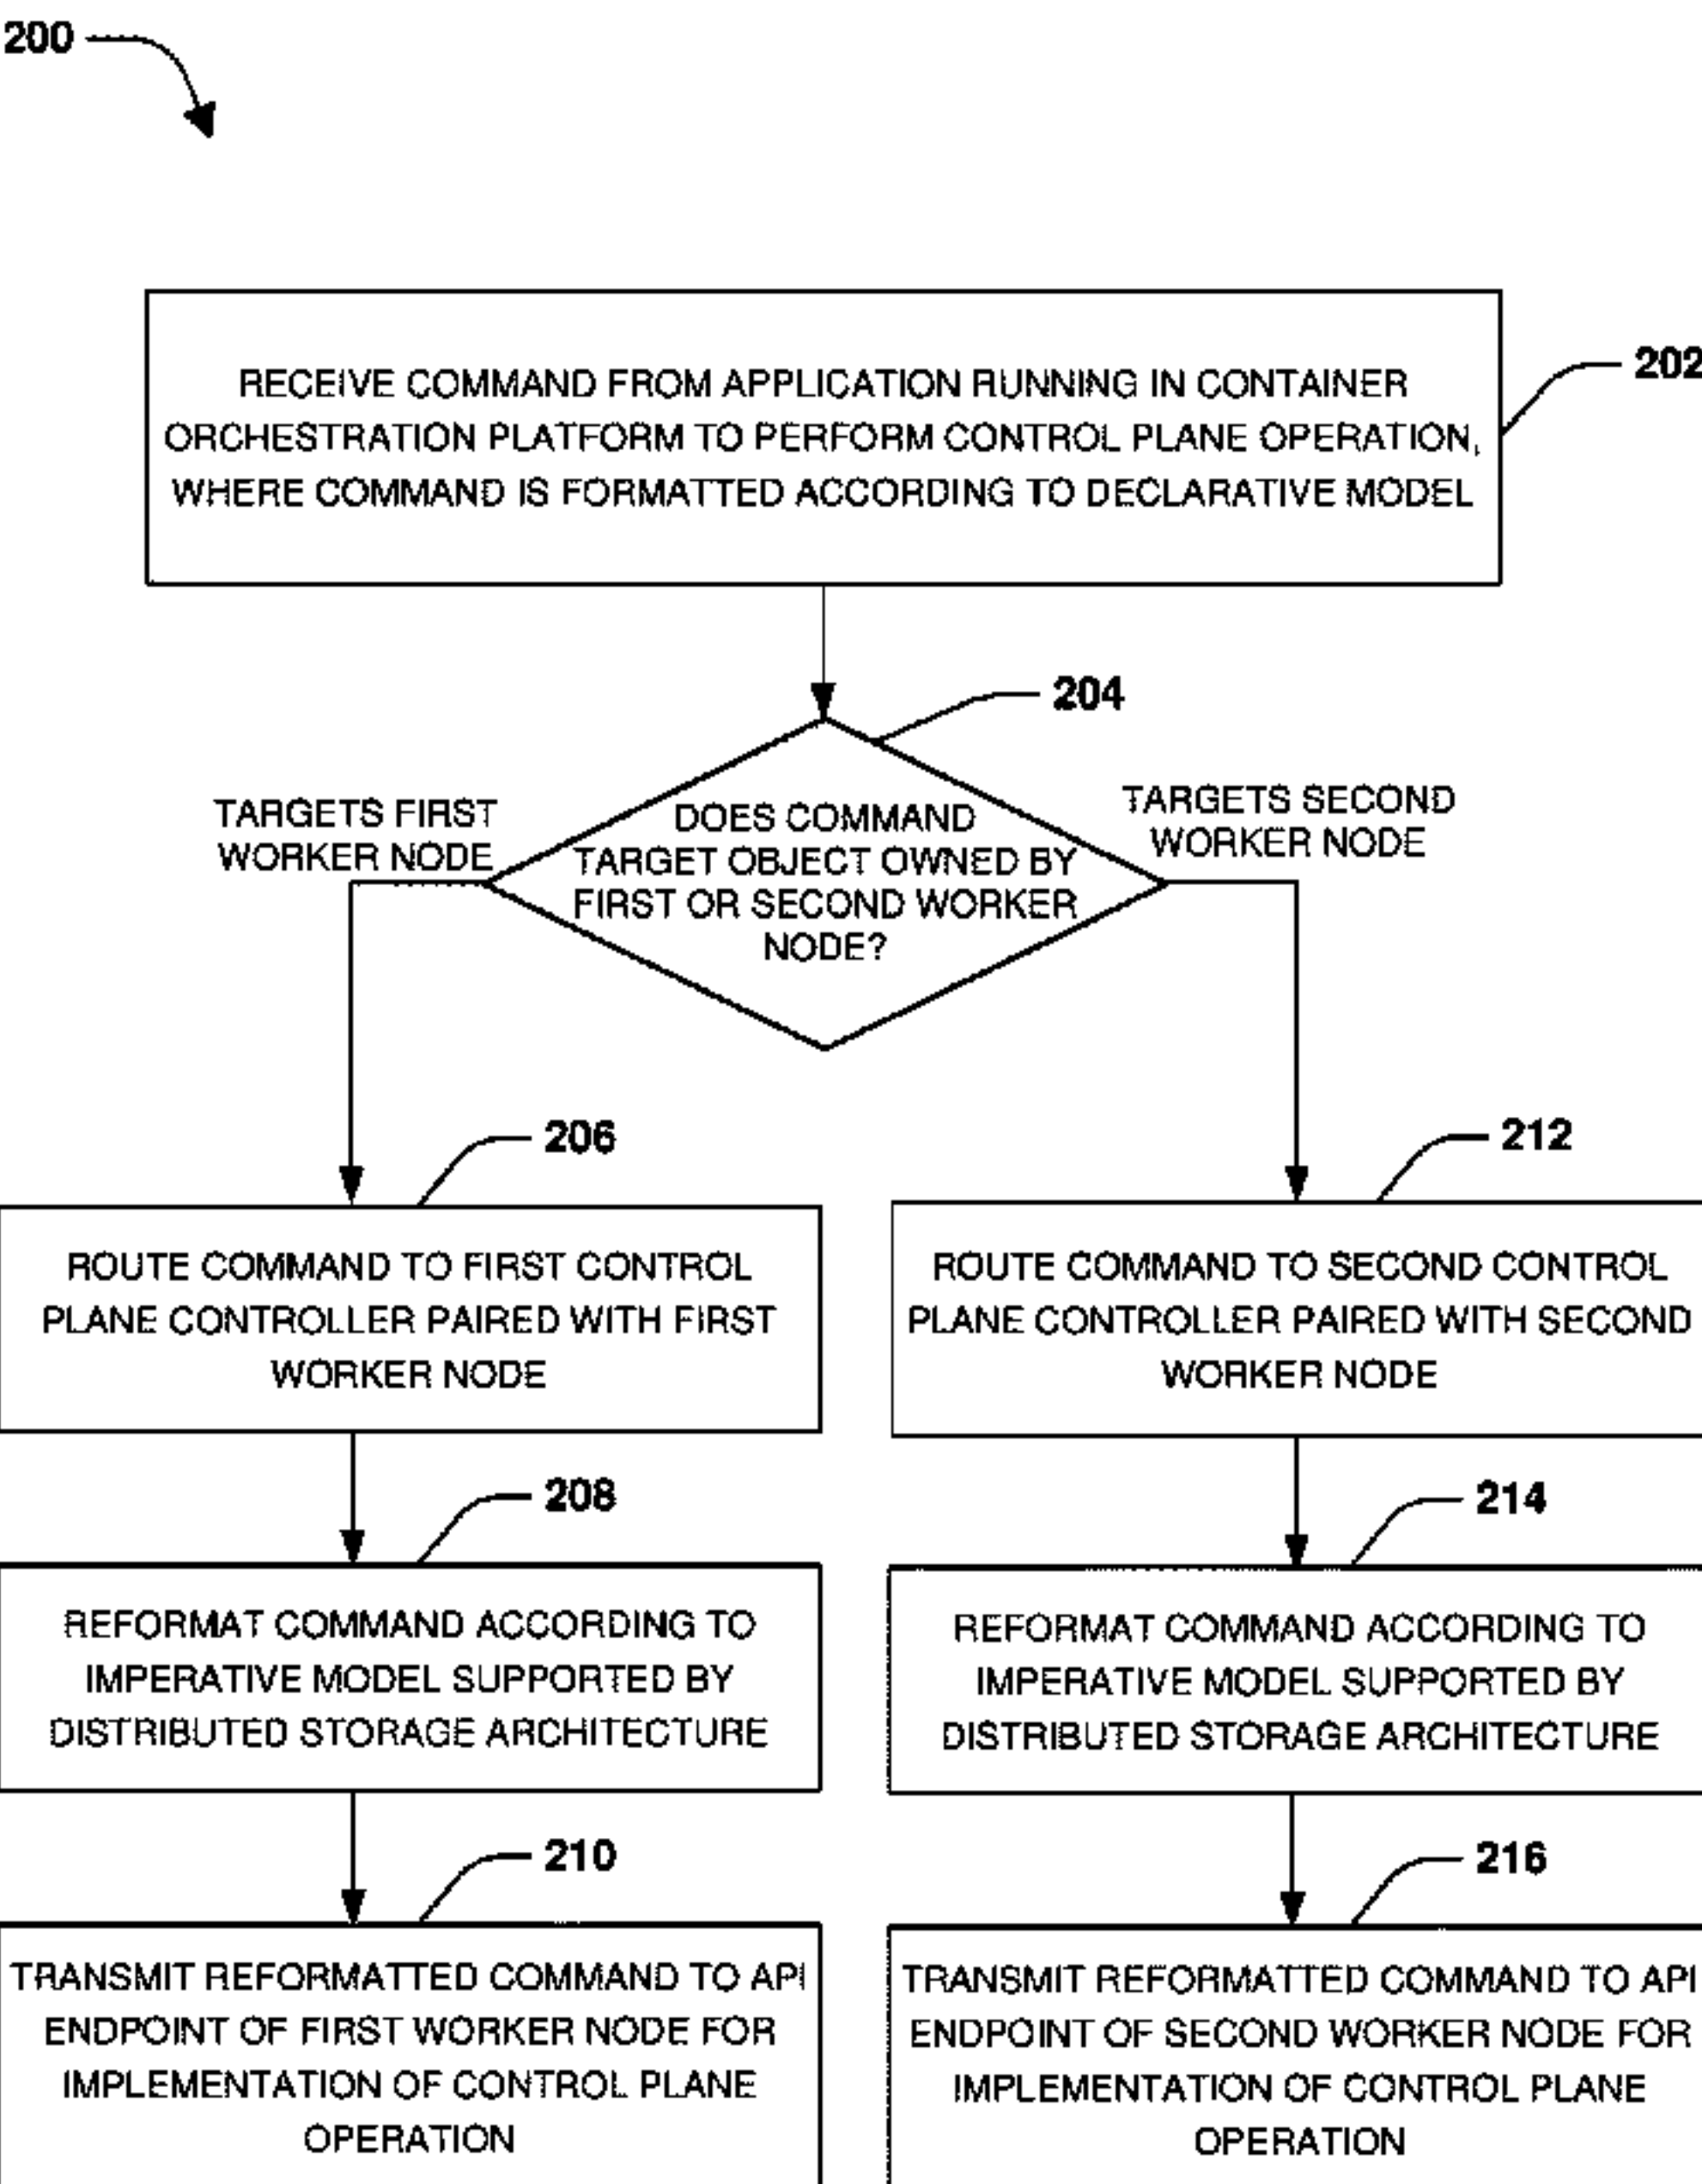 200
202
RECEIVE COMMAND FROM APPLICATION RUNNING IN CONTAINER
ORCHESTRATION PLATFORM TO PERFORM CONTROL PLANE OPERATION,
WHERE COMMAND IS FORMATTED ACCORDING TO DECLARATIVE MODEL
204
TARGETS FIRST
WORKER NODE
DOES COMMAND
TARGET OBJECT OWNED BY
FIRST OR SECOND WORKER
NODE?
TARGETS SECOND
WORKER NODE
206
ROUTE COMMAND TO FIRST CONTROL
PLANE CONTROLLER PAIRED WITH FIRST
WORKER NODE
208
REFORMAT COMMAND ACCORDING TO
IMPERATIVE MODEL SUPPORTED BY
DISTRIBUTED STORAGE ARCHITECTURE
210
TRANSMIT REFORMATTED COMMAND TO API
ENDPOINT OF FIRST WORKER NODE FOR
IMPLEMENTATION OF CONTROL PLANE
OPERATION
212
ROUTE COMMAND TO SECOND CONTROL
PLANE CONTROLLER PAIRED WITH SECOND
WORKER NODE
214
REFORMAT COMMAND ACCORDING TO
IMPERATIVE MODEL SUPPORTED BY
DISTRIBUTED STORAGE ARCHITECTURE
216
TRANSMIT REFORMATTED COMMAND TO API
ENDPOINT OF SECOND WORKER NODE FOR
IMPLEMENTATION OF CONTROL PLANE
OPERATION